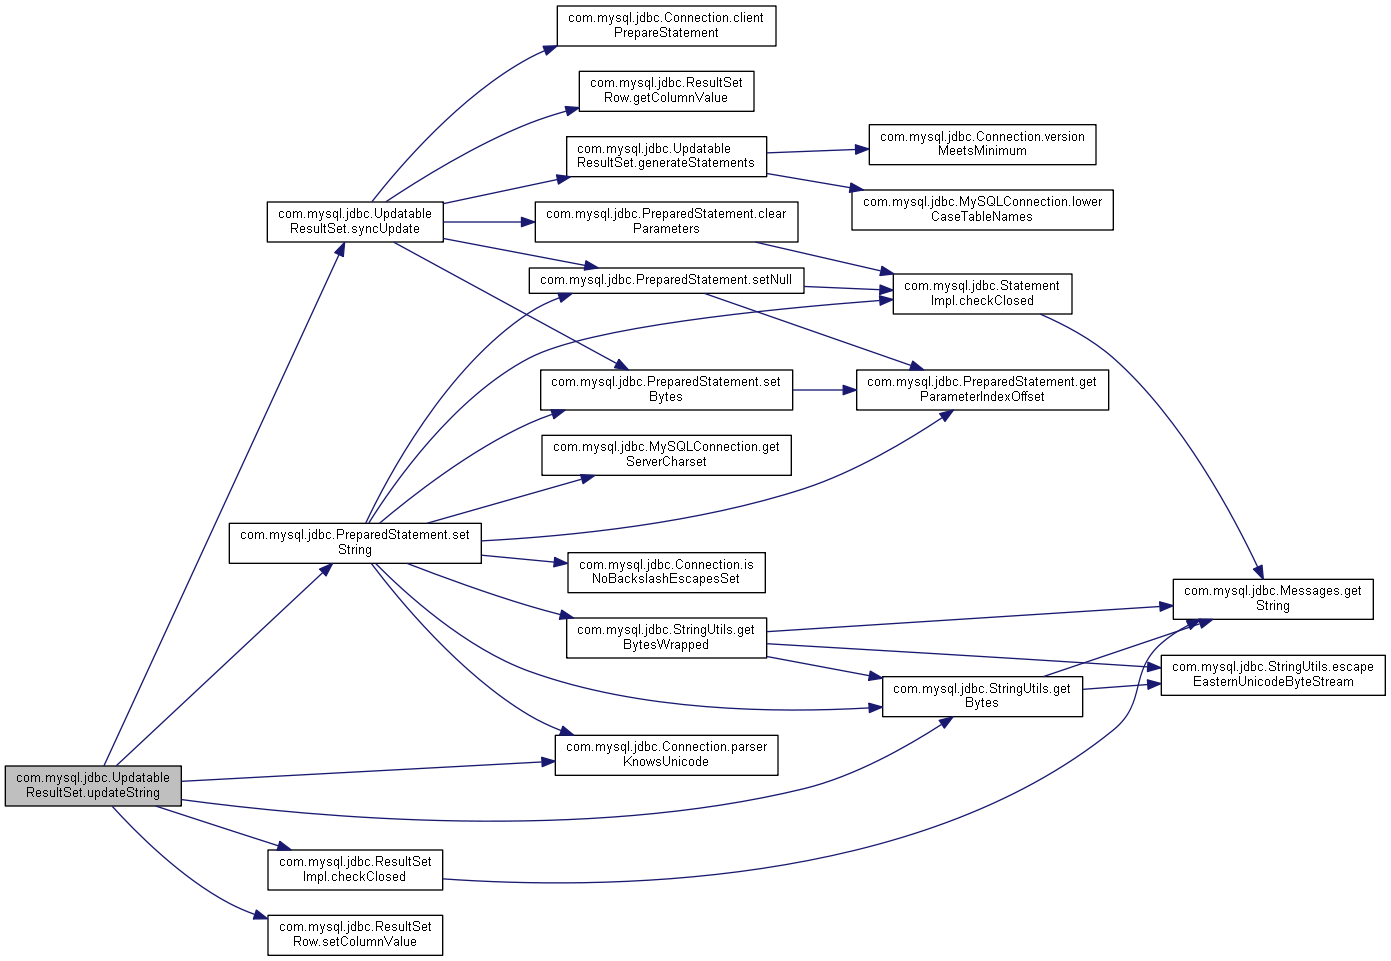 com.mysql.jdbc.Connection.client
PrepareStatement
com.mysql.jdbc.ResultSet
Row.getColumnValue
com.mysql.jdbc.Updatable
ResultSet.generateStatements
com.mysql.jdbc.Connection.version
MeetsMinimum
com.mysql.jdbc.MySQLConnection.lower
CaseTableNames
com.mysql.jdbc.Updatable
ResultSet.syncUpdate
com.mysql.jdbc.PreparedStatement.clear
Parameters
com.mysql.jdbc.PreparedStatement.setNull
com.mysql.jdbc.Statement
Impl.checkClosed
com.mysql.jdbc.PreparedStatement.set
Bytes
com.mysql.jdbc.PreparedStatement.get
ParameterIndexOffset
com.mysql.jdbc.MySQLConnection.get
ServerCharset
com.mysql.jdbc.PreparedStatement.set
String
com.mysql.jdbc.Connection.is
NoBackslashEscapesSet
com.mysql.jdbc.Messages.get
String
com.mysql.jdbc.StringUtils.get
BytesWrapped
com.mysql.jdbc.StringUtils.escape
EasternUnicodeByteStream
com.mysql.jdbc.StringUtils.get
Bytes
com.mysql.jdbc.Connection.parser
KnowsUnicode
com.mysql.jdbc.Updatable
ResultSet.updateString
com.mysql.jdbc.ResultSet
Impl.checkClosed
com.mysql.jdbc.ResultSet
Row.setColumnValue